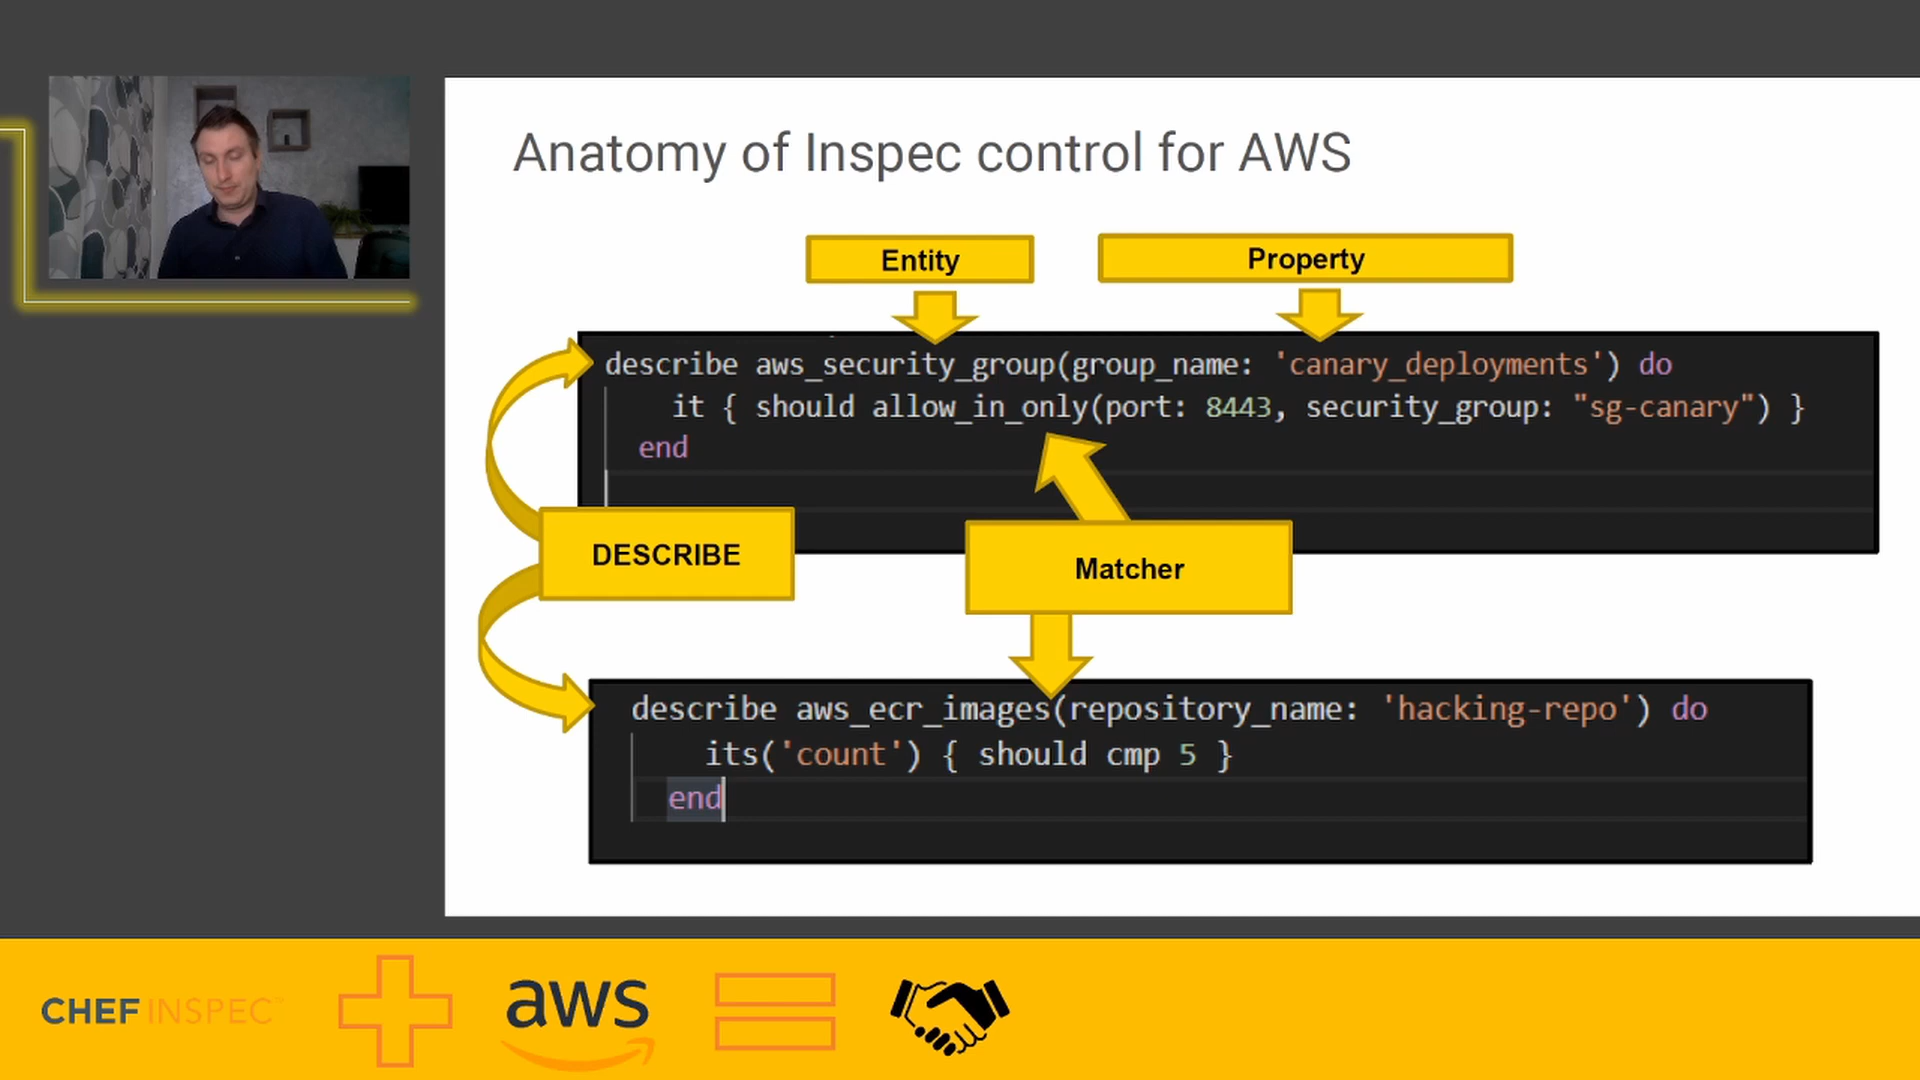 Anatomy of Inspec control for AWS
Entity
Property
describe aws_security_group(group_name: 'canary_deployments') do
it { should allow_in_only(port: 8443, security_group: "sg-canary") }
end
DESCRIBE
Matcher
describe aws_ecr_images(repository_name: 'hacking-repo') do
its('count') { should cmp 5 }
end
CHEF INSPEC™
aws